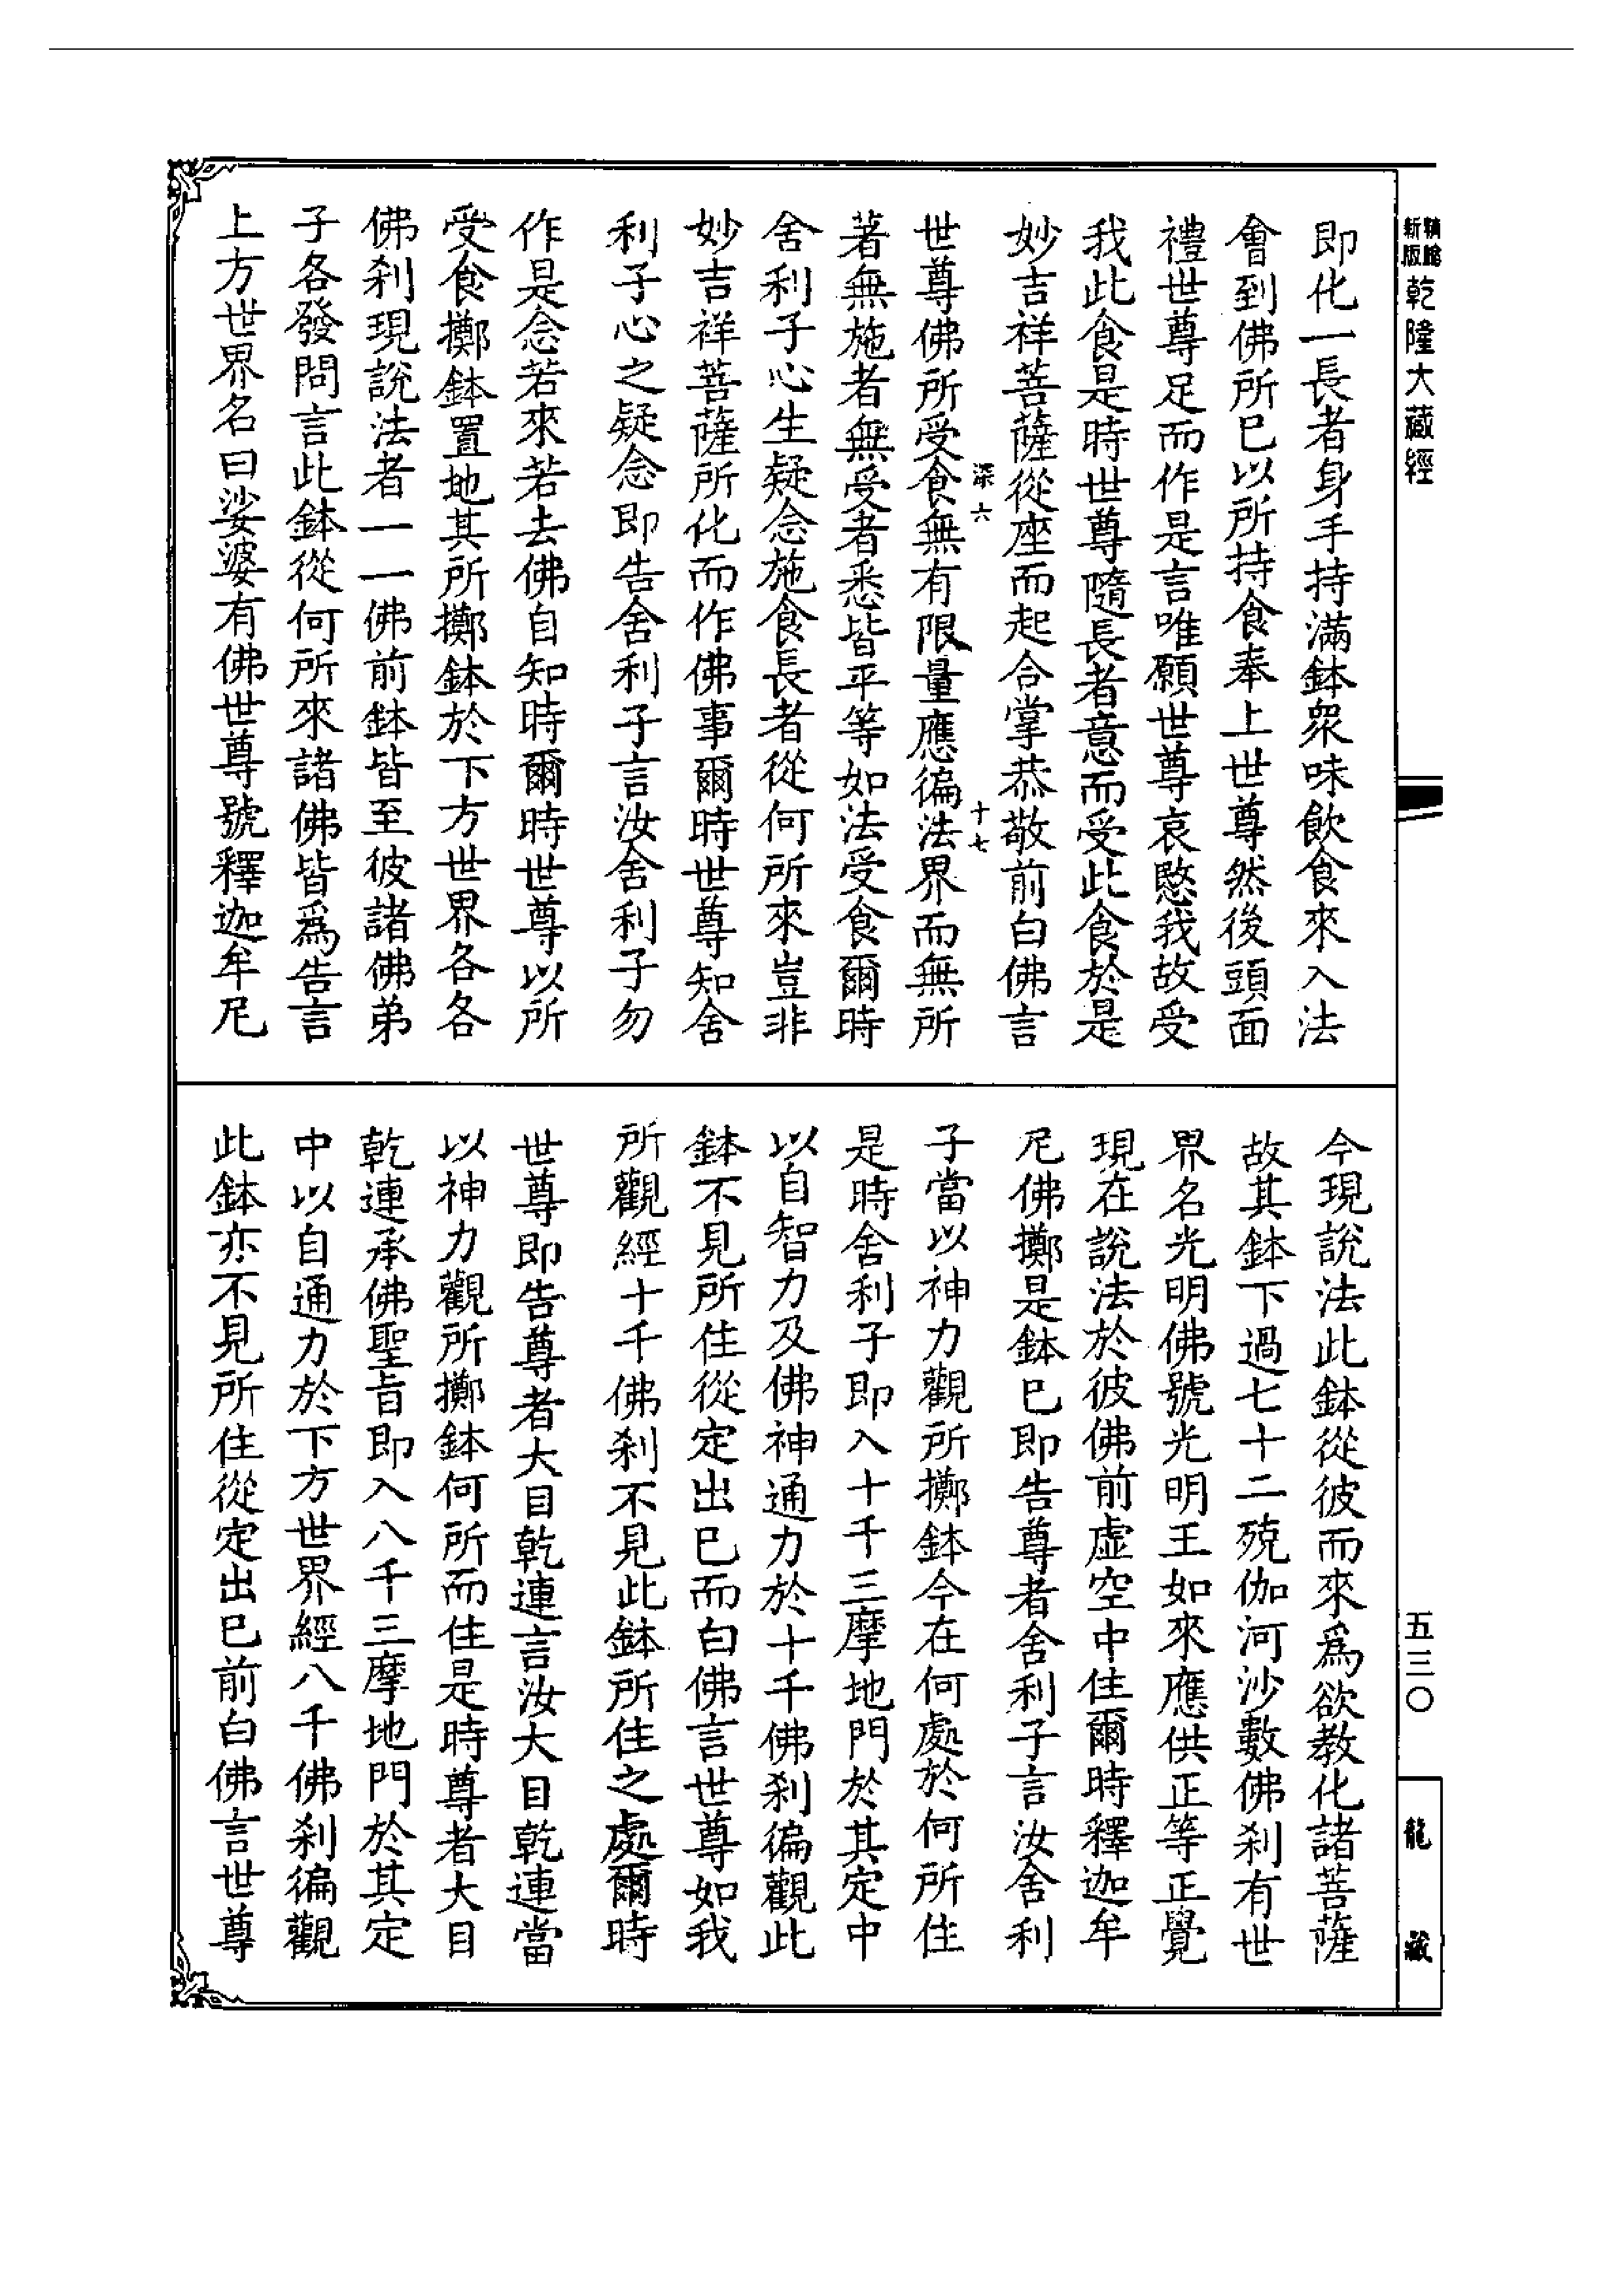 新版精縮乾隆大藏經
即化一長者身手持滿鉢眾味飲食來入法
會到佛所已以所持食奉上世尊然後頭面
禮世尊足而作是言唯願世尊哀愍我故受
我此食是時世尊隨長者意而受此食於是
妙吉祥菩薩從座而起合掌恭敬前白佛言
深六 十七
世尊佛所受食無有限量應徧法界而無所
著無施者無受者悉皆平等如法受食爾時
舍利子心生疑念施食長者從何所來豈非
妙吉祥菩薩所化而作佛事爾時世尊知舍
利子心之疑念即告舍利子言汝舍利子勿
作是念若來若去佛自知時爾時世尊以所
受食擲鉢置地其所擲鉢於下方世界各各
佛刹現說法者一一佛前鉢皆至彼諸佛弟
子各發問言此鉢從何所來諸佛皆爲告言
上方世界名曰娑婆有佛世尊號釋迦牟尼
今現說法此鉢從彼而來爲欲教化諸菩薩
故其鉢下過七十二殑伽河沙數佛刹有世
界名光明佛號光明王如來應供正等正覺
現在說法於彼佛前虛空中住爾時釋迦牟
尼佛擲是鉢已即告尊者舍利子言汝舍利
子當以神力觀所擲鉢今在何處於何所住
是時舍利子即入十千三摩地門於其定中
以自智力及佛神通力於十千佛刹徧觀此
鉢不見所住從定出已而白佛言世尊如我
所觀經十千佛刹不見此鉢所住之處爾時
世尊即告尊者大目乾連言汝大目乾連當
以神力觀所擲鉢何所而住是時尊者大目
乾連承佛聖旨即入八千三摩地門於其定
中以自通力於下方世界經八千佛刹徧觀
此鉢亦不見所住從定出已前白佛言世尊
五三〇
龍藏